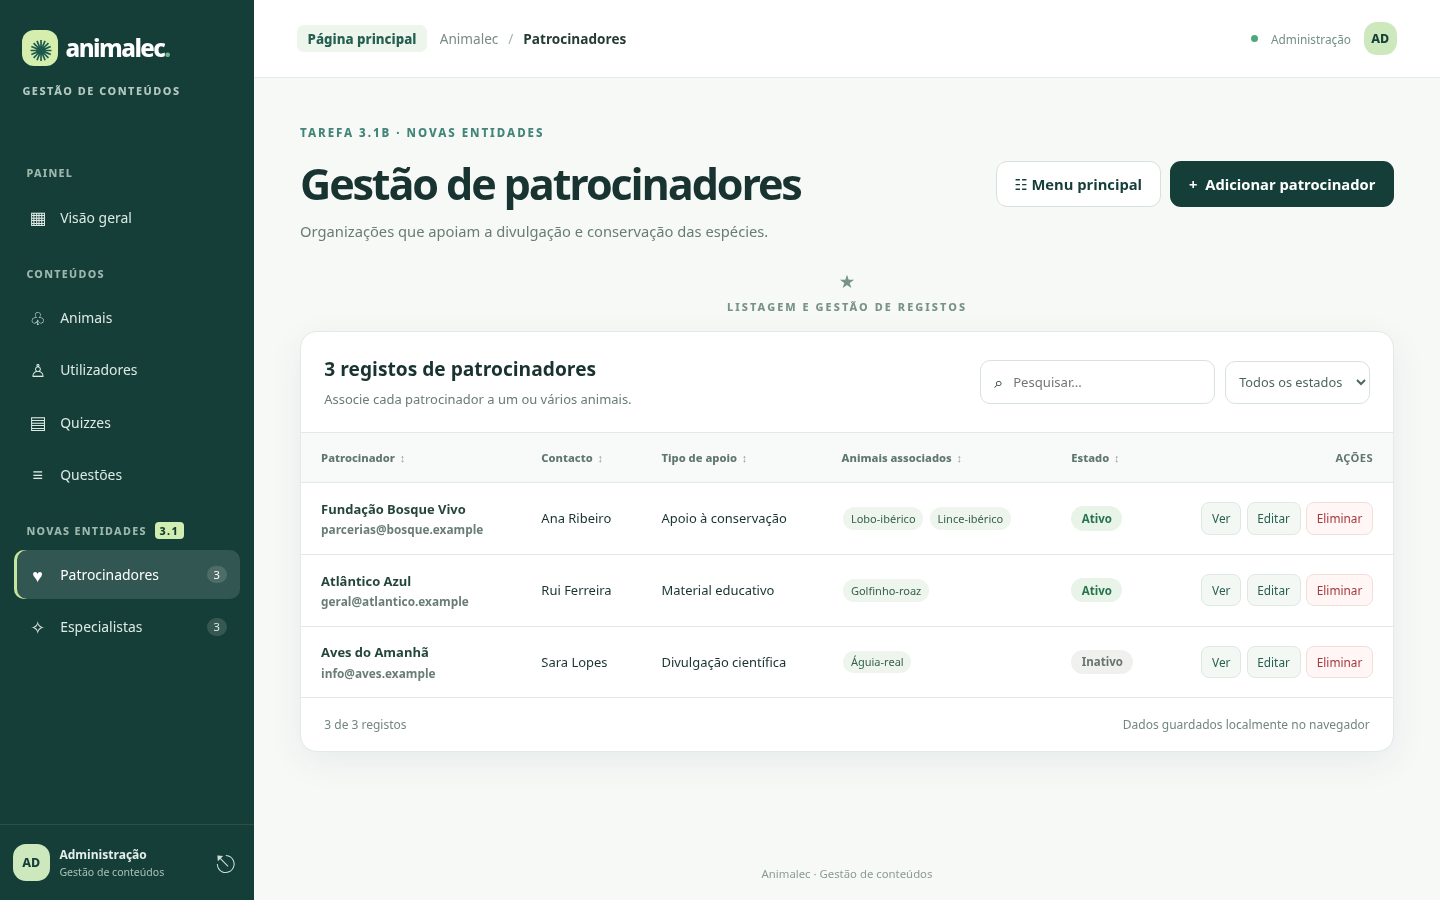 animalec.
GESTÃO DE CONTEÚDOS
PAINEL
Visão geral
CONTEÚDOS
Animais
Utilizadores
Quizzes
Questões
NOVAS ENTIDADES 3.1
Patrocinadores 3
Especialistas 3
AD Administração
Gestão de conteúdos
Página principal Animalec / Patrocinadores
Administração AD
TAREFA 3.1B · NOVAS ENTIDADES
Gestão de patrocinadores
Organizações que apoiam a divulgação e conservação das espécies.
Menu principal
+ Adicionar patrocinador
LISTAGEM E GESTÃO DE REGISTOS
3 registos de patrocinadores
Associe cada patrocinador a um ou vários animais.
Pesquisar...
Todos os estados
Patrocinador ↕ Contacto ↕ Tipo de apoio ↕ Animais associados ↕ Estado ↕ AÇÕES
Fundação Bosque Vivo
parcerias@bosque.example
Ana Ribeiro Apoio à conservação Lobo-ibérico Lince-ibérico Ativo Ver Editar Eliminar
Atlântico Azul
geral@atlantico.example
Rui Ferreira Material educativo Golfinho-roaz Ativo Ver Editar Eliminar
Aves do Amanhã
info@aves.example
Sara Lopes Divulgação científica Águia-real Inativo Ver Editar Eliminar
3 de 3 registos
Dados guardados localmente no navegador
Animalec · Gestão de conteúdos